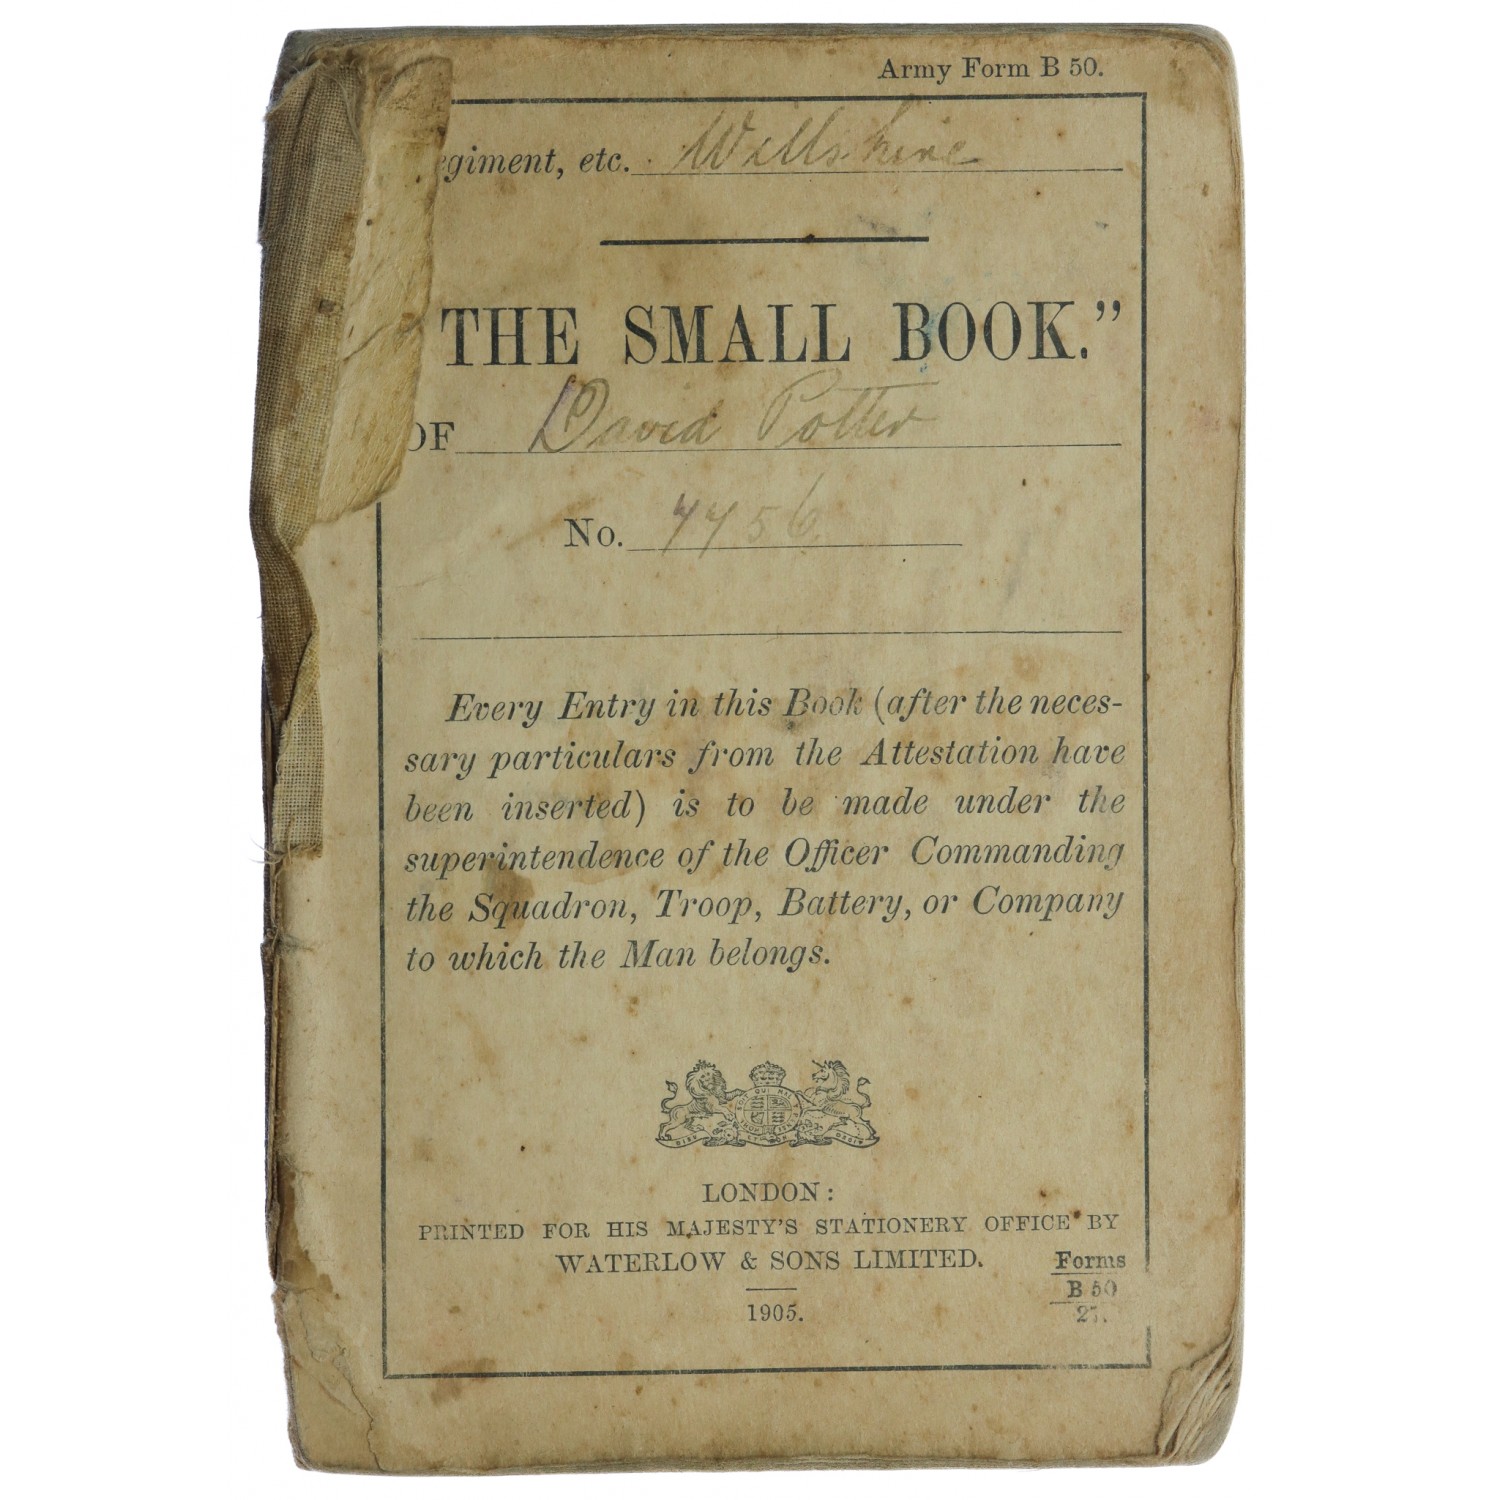 Army Form B 50.
egiment, etc. Wiltshire
THE SMALL BOOK."
OF David Potter
No. 7756
Every Entry in this Book (after the neces-
sary particulars from the Attestation have
been inserted) is to be made under the
superintendence of the Officer Commanding
the Squadron, Troop, Battery, or Company
to which the Man belongs.
LONDON:
PRINTED FOR HIS MAJESTY'S STATIONERY OFFICE BY
WATERLOW & SONS LIMITED.
1905.
Forms
B 50